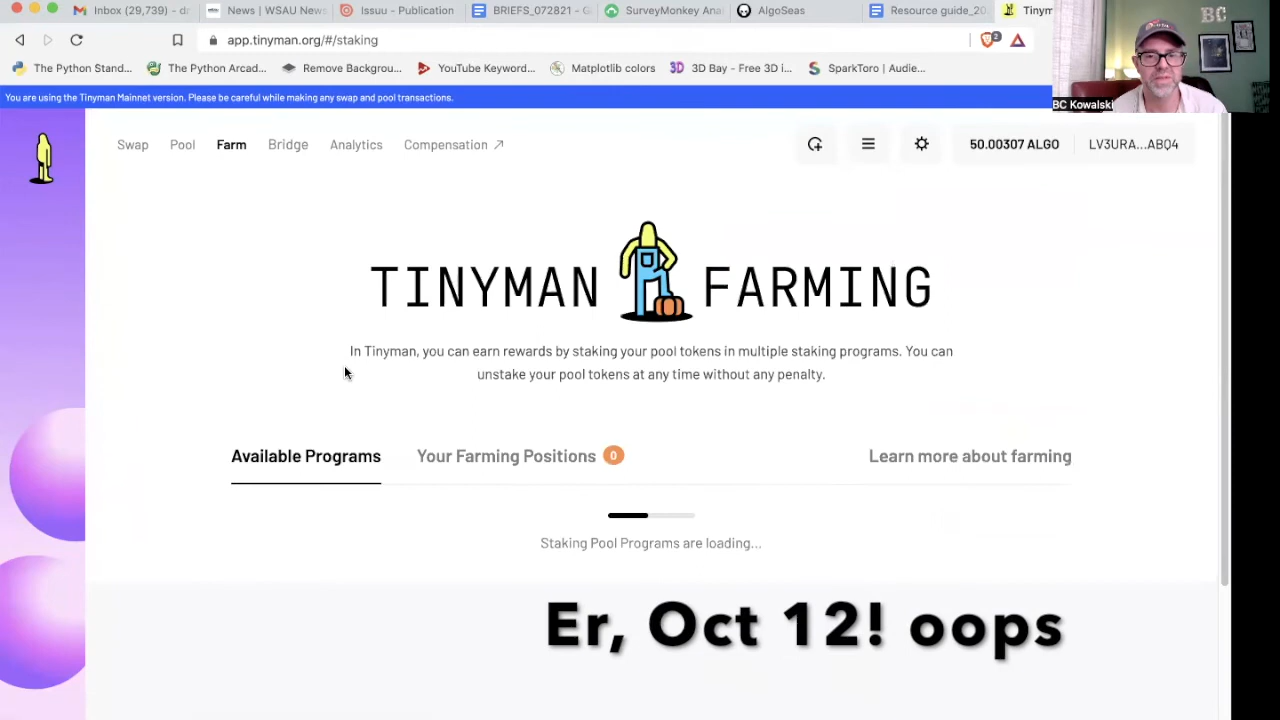 Inbox (29,739) - dr
News | WSAU News
Issuu - Publication
BRIEFS_072821 - G
SurveyMonkey Ana
AlgoSeas
Resource guide_20
Tinym
app.tinyman.org/#/staking
2
The Python Stand...
The Python Arcad...
Remove Backgrou...
YouTube Keywor...
Matplotlib colors
3D Bay - Free 3D i...
SparkToro | Audie...
BC
BC Kowalski
You are using the Tinyman Mainnet version. Please be careful while making any swap and pool transactions.
Swap
Pool
Farm
Bridge
Analytics
Compensation
50.00307 ALGO
LV3URA...ABQ4
TINYMAN FARMING
In Tinyman, you can earn rewards by staking your pool tokens in multiple staking programs. You can
unstake your pool tokens at any time without any penalty.
Available Programs
Your Farming Positions 0
Learn more about farming
Staking Pool Programs are loading...
Er, Oct 12! oops